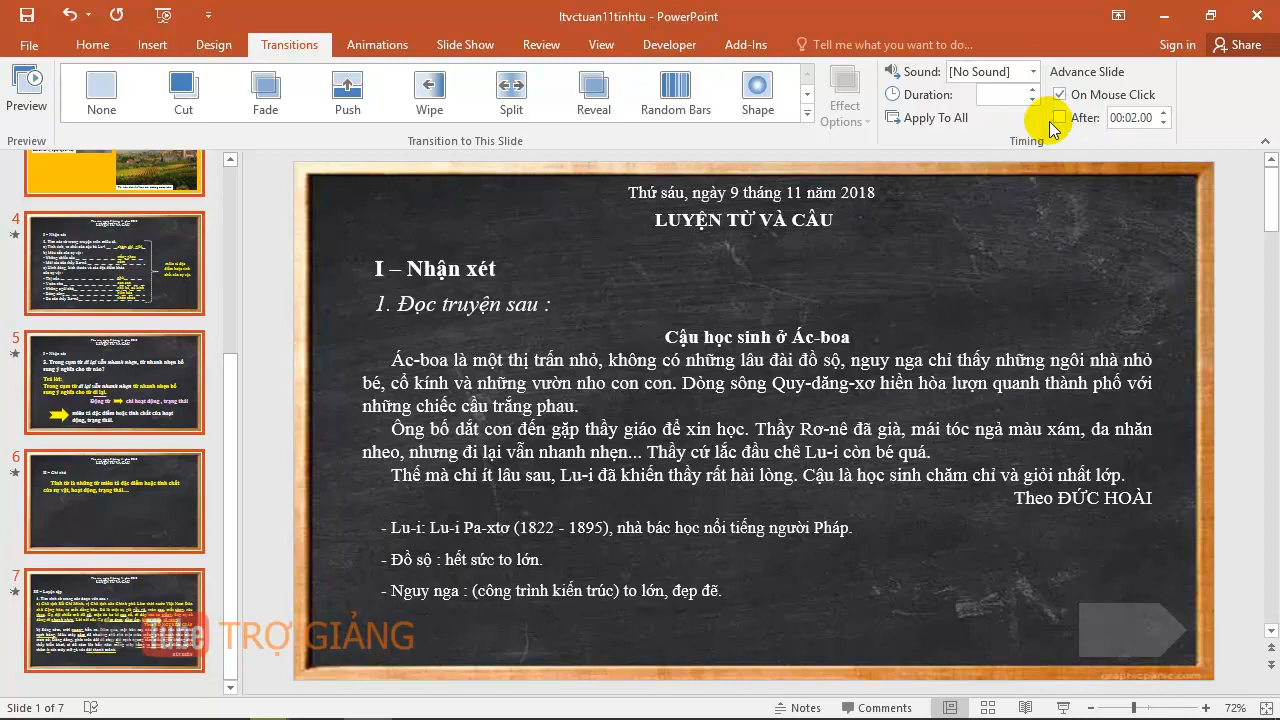 ltvctuan11tinhtu - PowerPoint
File Home Insert Design Transitions Animations Slide Show Review View Developer Add-Ins Tell me what you want to do... Sign in Share
Preview None Cut Fade Push Wipe Split Reveal Random Bars Shape Effect Options
Sound: [No Sound] Advance Slide
Duration: On Mouse Click
Apply To All After: 00:02.00
Preview Transition to This Slide Timing
4
5
6
7
Thứ sáu, ngày 9 tháng 11 năm 2018
LUYỆN TỪ VÀ CÂU
I – Nhận xét
1. Đọc truyện sau :
Cậu học sinh ở Ác-boa
Ác-boa là một thị trấn nhỏ, không có những lâu đài đồ sộ, nguy nga chỉ thấy những ngôi nhà nhỏ
bé, cổ kính và những vườn nho con con. Dòng sông Quy-dăng-xơ hiền hòa lượn quanh thành phố với
những chiếc cầu trắng phau.
Ông bố dắt con đến gặp thầy giáo để xin học. Thầy Rơ-nê đã già, mái tóc ngả màu xám, da nhăn
nheo, nhưng đi lại vẫn nhanh nhẹn... Thầy cứ lắc đầu chê Lu-i còn bé quá.
Thế mà chỉ ít lâu sau, Lu-i đã khiến thầy rất hài lòng. Cậu là học sinh chăm chỉ và giỏi nhất lớp.
Theo ĐỨC HOÀI
- Lu-i: Lu-i Pa-xtơ (1822 - 1895), nhà bác học nổi tiếng người Pháp.
- Đồ sộ : hết sức to lớn.
- Nguy nga : (công trình kiến trúc) to lớn, đẹp đẽ.
TRỢ GIẢNG
graphicpanic.com
Slide 1 of 7 Notes Comments 72%